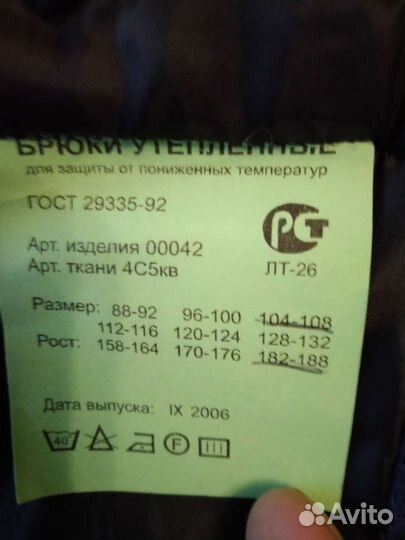 БРЮКИ УТЕПЛЕННЫЕ
для защиты от пониженных температур
ГОСТ 29335-92
РСТ
Арт. изделия 00042
Арт. ткани 4С5кв
ЛТ-26
Размер: 88-92 96-100 104-108
112-116 120-124 128-132
Рост: 158-164 170-176 182-188
Дата выпуска: IX 2006
40° F
Avito